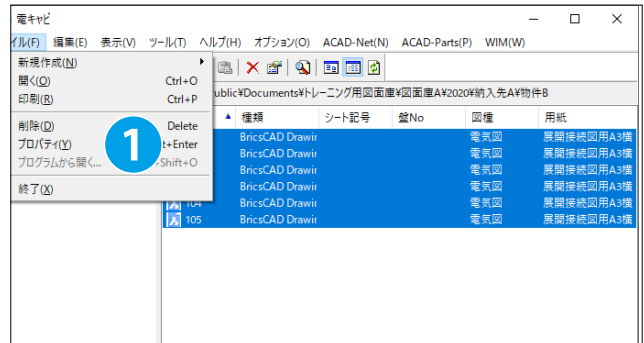 電キャビ
イル(F) 編集(E) 表示(V) ツール(T) ヘルプ(H) オプション(O) ACAD-Net(N) ACAD-Parts(P) WIM(W)
新規作成(N)
開く(O) Ctrl+O
印刷(R) Ctrl+P
削除(D) Delete
プロパティ(Y) t+Enter
プログラムから開く... Shift+O
終了(X)
1
ublic¥Documents¥トレーニング用図面庫¥図面庫A¥2020¥納入先A¥物件B
種類 シート記号 盤No 図種 用紙
BricsCAD Drawir 電気図 展開接続図用A3横
BricsCAD Drawir 電気図 展開接続図用A3横
BricsCAD Drawir 電気図 展開接続図用A3横
BricsCAD Drawir 電気図 展開接続図用A3横
104 BricsCAD Drawir 電気図 展開接続図用A3横
105 BricsCAD Drawir 電気図 展開接続図用A3横